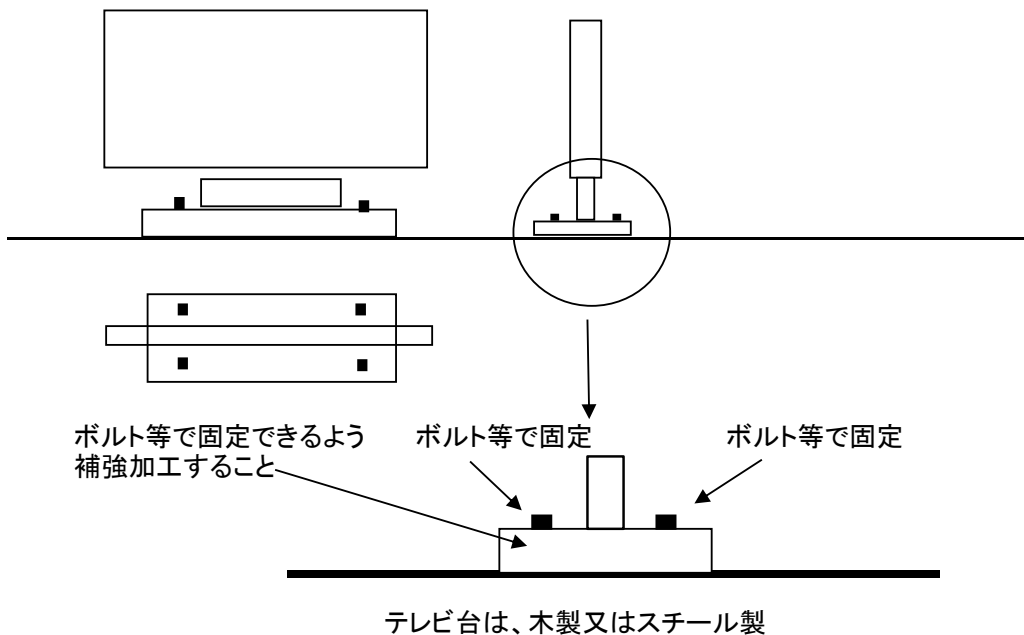 ボルト等で固定できるよう
補強加工すること
ボルト等で固定
ボルト等で固定
テレビ台は、木製又はスチール製